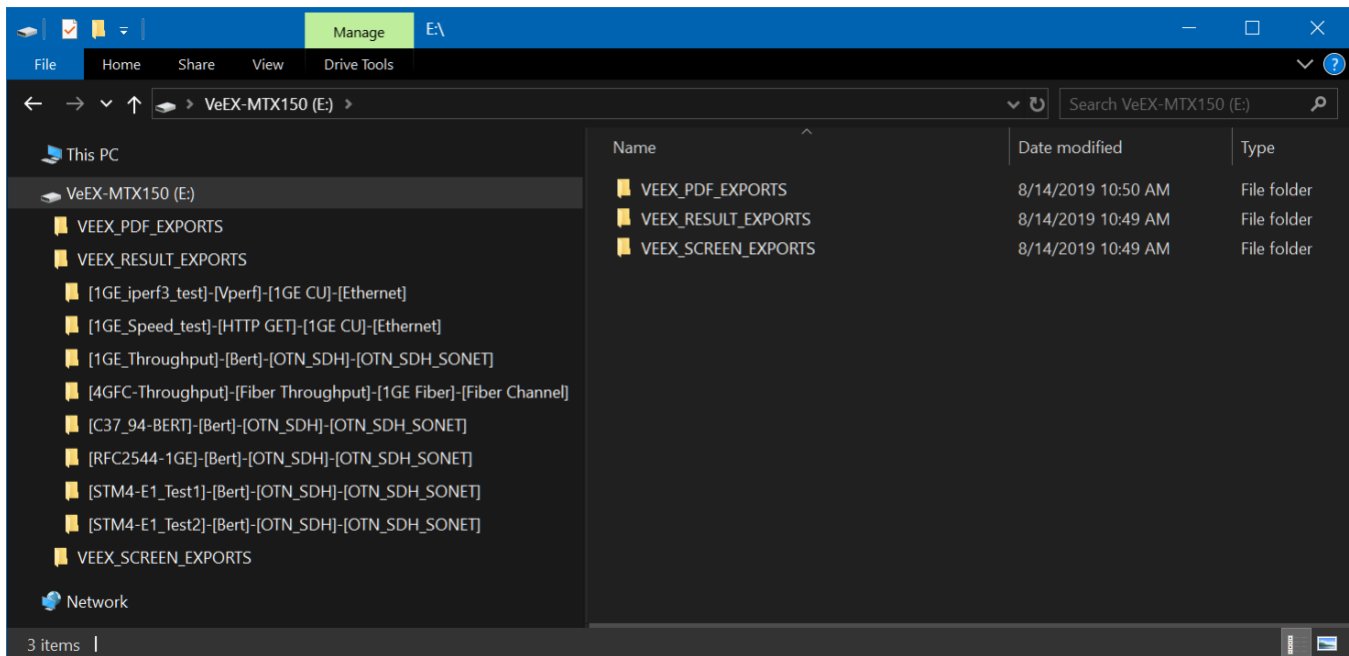 Manage E:\
File Home Share View Drive Tools
VeEX-MTX150 (E:) Search VeEX-MTX150 (E:)
This PC
VeEX-MTX150 (E:)
VEEX_PDF_EXPORTS
VEEX_RESULT_EXPORTS
[1GE_iperf3_test]-[Vperf]-[1GE CU]-[Ethernet]
[1GE_Speed_test]-[HTTP GET]-[1GE CU]-[Ethernet]
[1GE_Throughput]-[Bert]-[OTN_SDH]-[OTN_SDH_SONET]
[4GFC-Throughput]-[Fiber Throughput]-[1GE Fiber]-[Fiber Channel]
[C37_94-BERT]-[Bert]-[OTN_SDH]-[OTN_SDH_SONET]
[RFC2544-1GE]-[Bert]-[OTN_SDH]-[OTN_SDH_SONET]
[STM4-E1_Test1]-[Bert]-[OTN_SDH]-[OTN_SDH_SONET]
[STM4-E1_Test2]-[Bert]-[OTN_SDH]-[OTN_SDH_SONET]
VEEX_SCREEN_EXPORTS
Network
Name Date modified Type
VEEX_PDF_EXPORTS 8/14/2019 10:50 AM File folder
VEEX_RESULT_EXPORTS 8/14/2019 10:49 AM File folder
VEEX_SCREEN_EXPORTS 8/14/2019 10:49 AM File folder
3 items